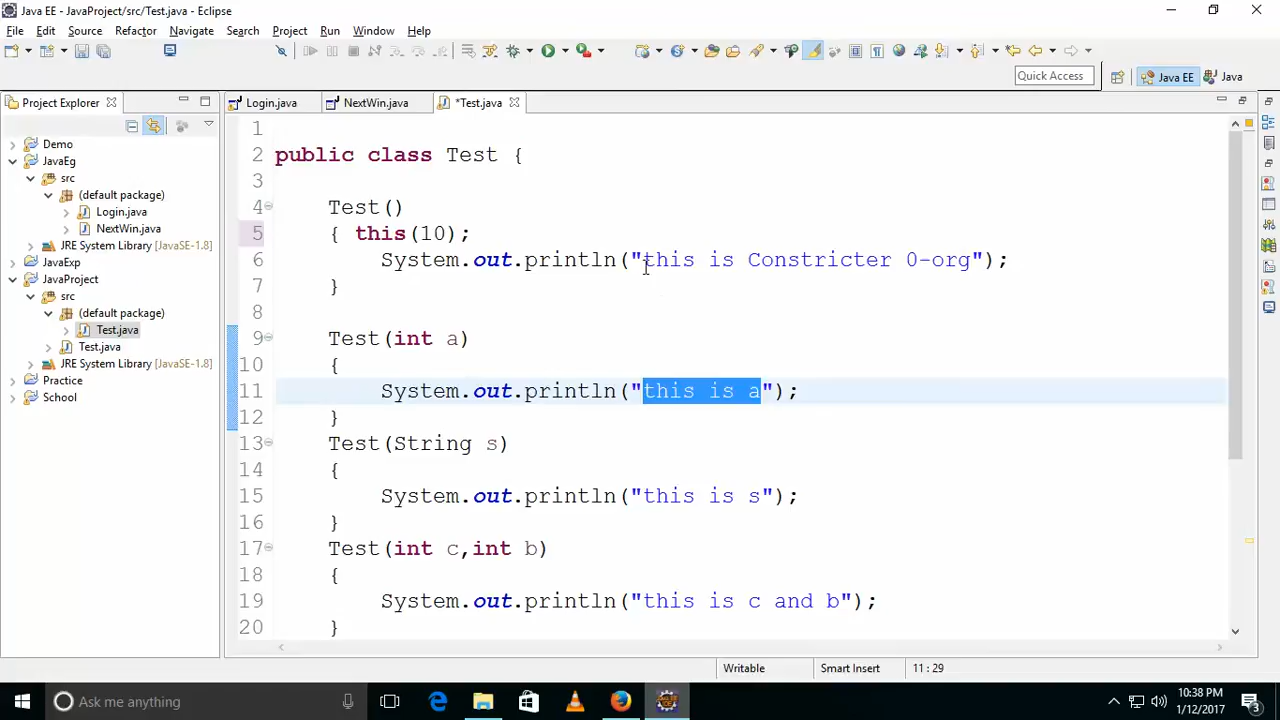 Java EE - JavaProject/src/Test.java - Eclipse
File Edit Source Refactor Navigate Search Project Run Window Help
Quick Access
Java EE
Java
Project Explorer
Login.java
NextWin.java
*Test.java
Demo
JavaEg
src
(default package)
Login.java
NextWin.java
JRE System Library [JavaSE-1.8]
JavaExp
JavaProject
src
(default package)
Test.java
Test.java
JRE System Library [JavaSE-1.8]
Practice
School
1
2 public class Test {
3
4 Test()
5 { this(10);
6 System.out.println("this is Constricter 0-org");
7 }
8
9 Test(int a)
10 {
11 System.out.println("this is a");
12 }
13 Test(String s)
14 {
15 System.out.println("this is s");
16 }
17 Test(int c,int b)
18 {
19 System.out.println("this is c and b");
20 }
Writable
Smart Insert
11 : 29
Ask me anything
10:38 PM
1/12/2017
3